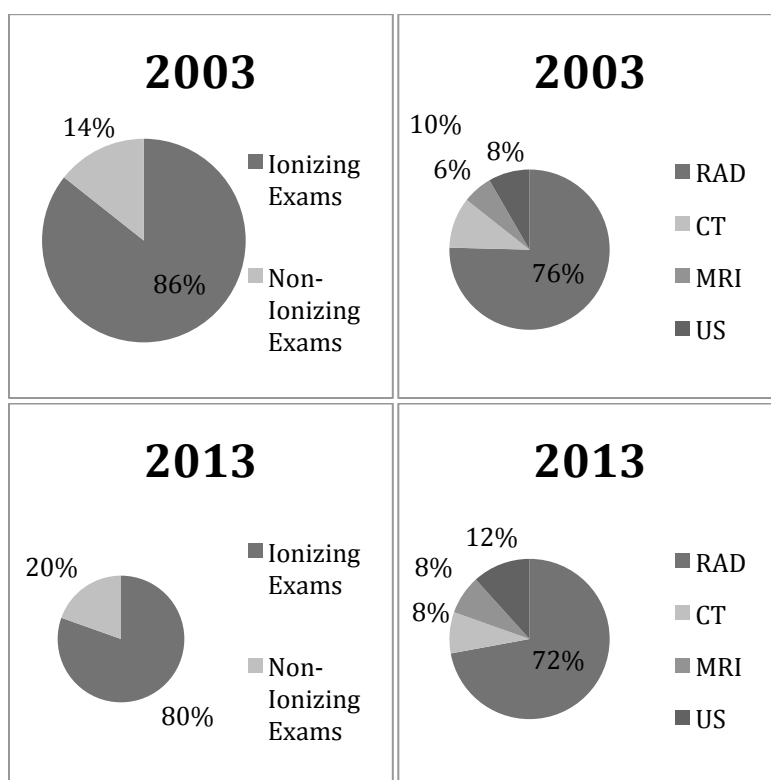 2003
14%
86%
Ionizing
Exams
Non-
Ionizing
Exams
2003
10%
6%
8%
76%
RAD
CT
MRI
US
2013
20%
80%
Ionizing
Exams
Non-
Ionizing
Exams
2013
12%
8%
8%
72%
RAD
CT
MRI
US